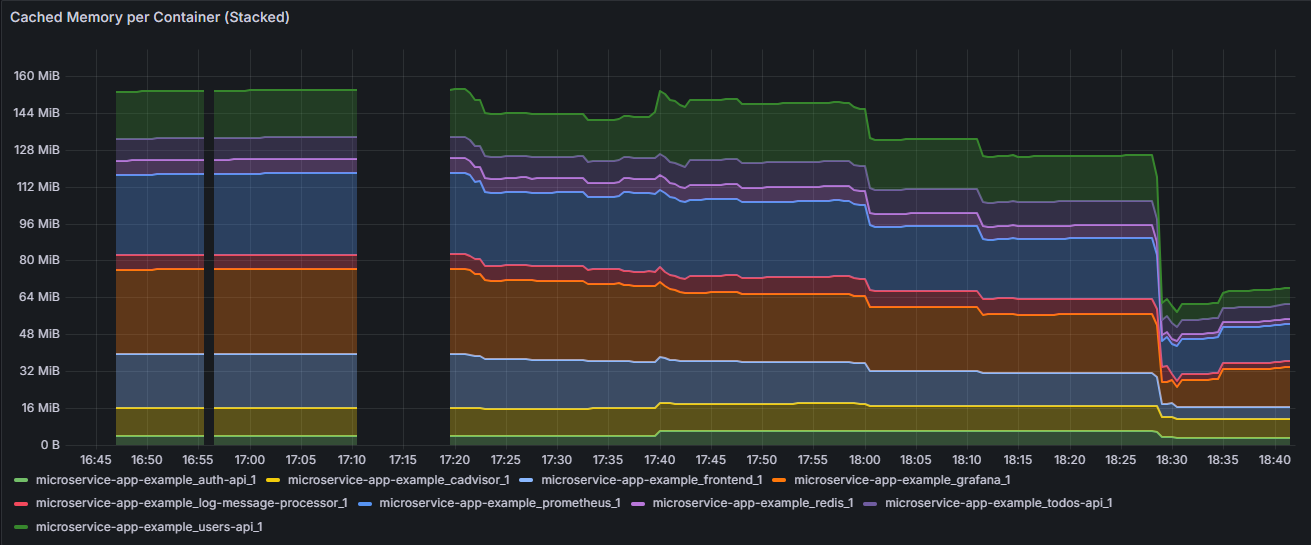 Cached Memory per Container (Stacked)
160 MiB
144 MiB
128 MiB
112 MiB
96 MiB
80 MiB
64 MiB
48 MiB
32 MiB
16 MiB
0 B
16:45 16:50 16:55 17:00 17:05 17:10 17:15 17:20 17:25 17:30 17:35 17:40 17:45 17:50 17:55 18:00 18:05 18:10 18:15 18:20 18:25 18:30 18:35 18:40
microservice-app-example_auth-api_1 microservice-app-example_cadvisor_1 microservice-app-example_frontend_1 microservice-app-example_grafana_1
microservice-app-example_log-message-processor_1 microservice-app-example_prometheus_1 microservice-app-example_redis_1 microservice-app-example_todos-api_1
microservice-app-example_users-api_1